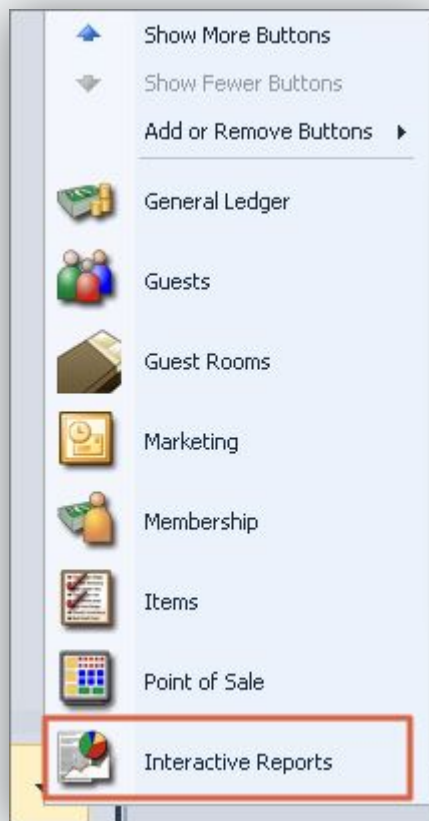 Show More Buttons
Show Fewer Buttons
Add or Remove Buttons
General Ledger
Guests
Guest Rooms
Marketing
Membership
Items
Point of Sale
Interactive Reports